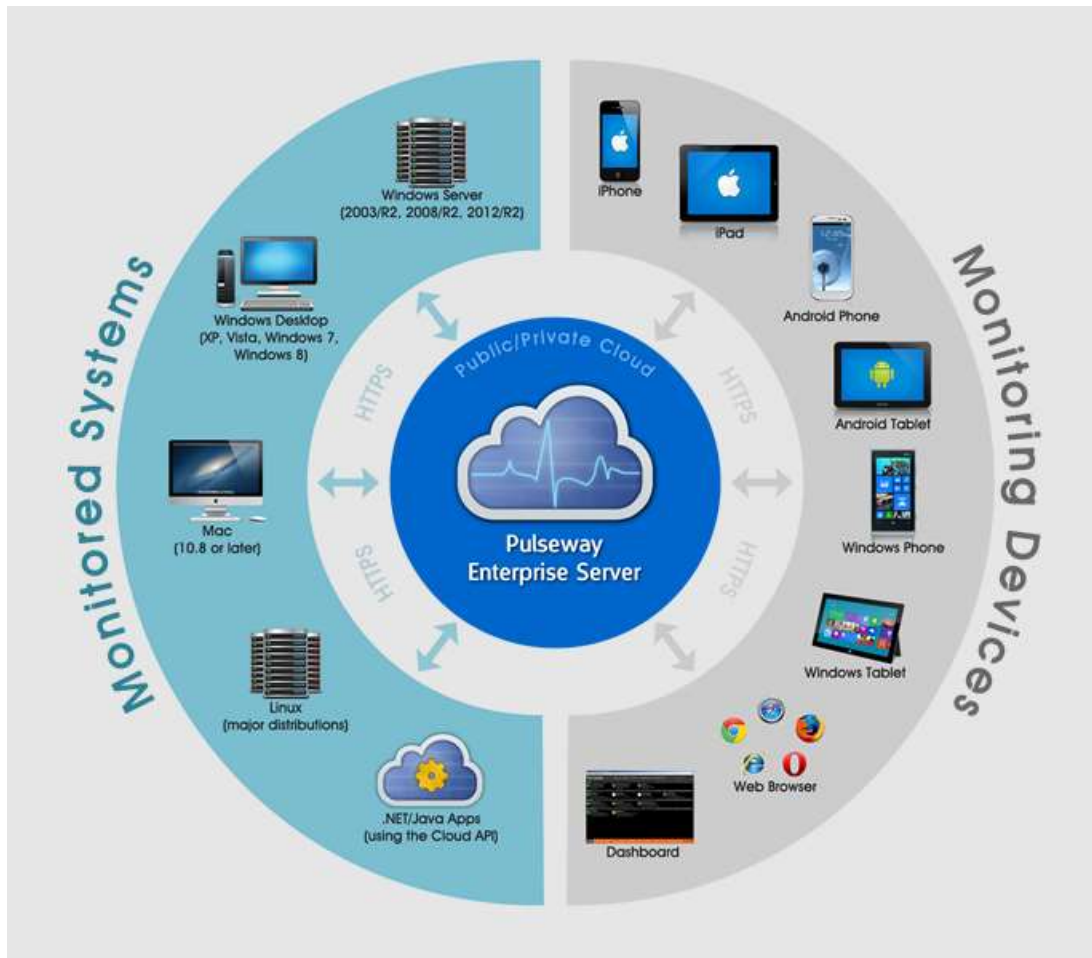 Monitored Systems
Windows Server
(2003/R2, 2008/R2, 2012/R2)
Windows Desktop
(XP, Vista, Windows 7,
Windows 8)
Mac
(10.8 or later)
Linux
(major distributions)
.NET/Java Apps
(using the Cloud API)
HTTPS
HTTPS
Public/Private Cloud
Pulseway
Enterprise Server
HTTPS
HTTPS
Monitoring Devices
iPhone
iPad
Android Phone
Android Tablet
Windows Phone
Windows Tablet
Web Browser
Dashboard